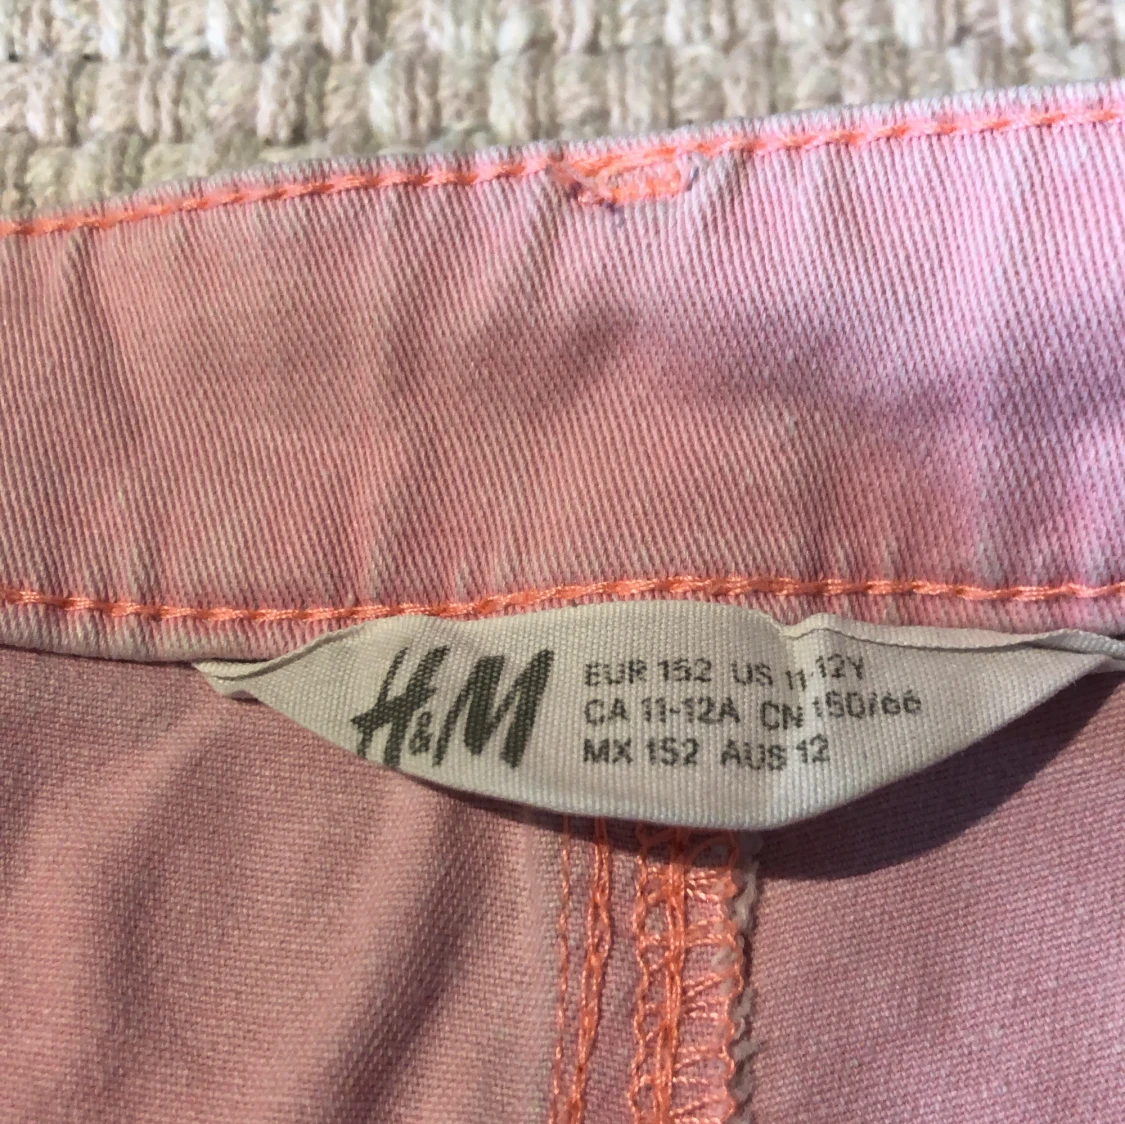 H&M
EUR 152 US 11-12Y
CA 11-12A CN 150/66
MX 152 AUS 12